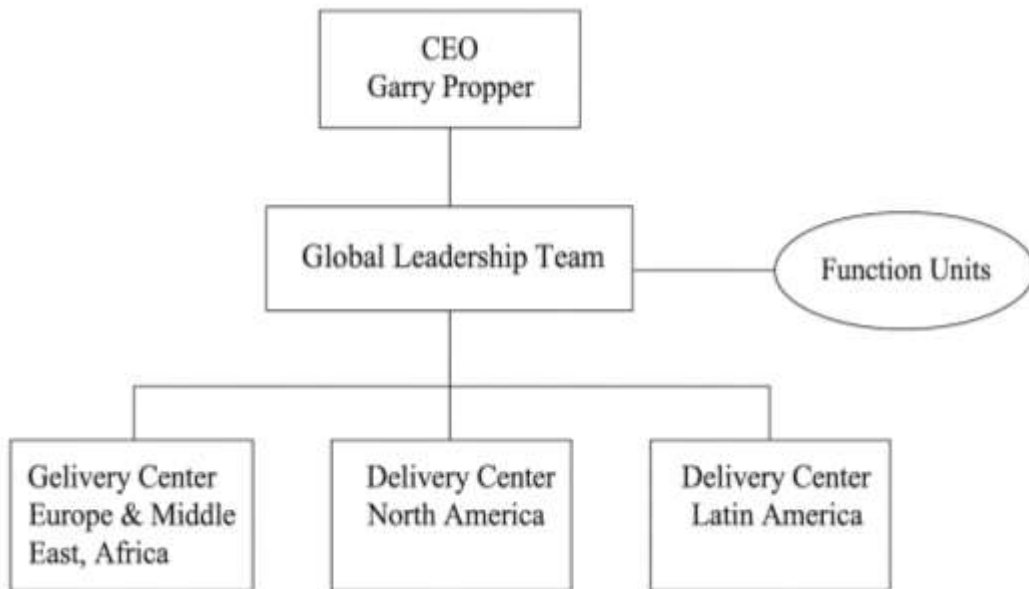 CEO
Garry Propper
Global Leadership Team
Function Units
Gelivery Center
Europe & Middle
East, Africa
Delivery Center
North America
Delivery Center
Latin America